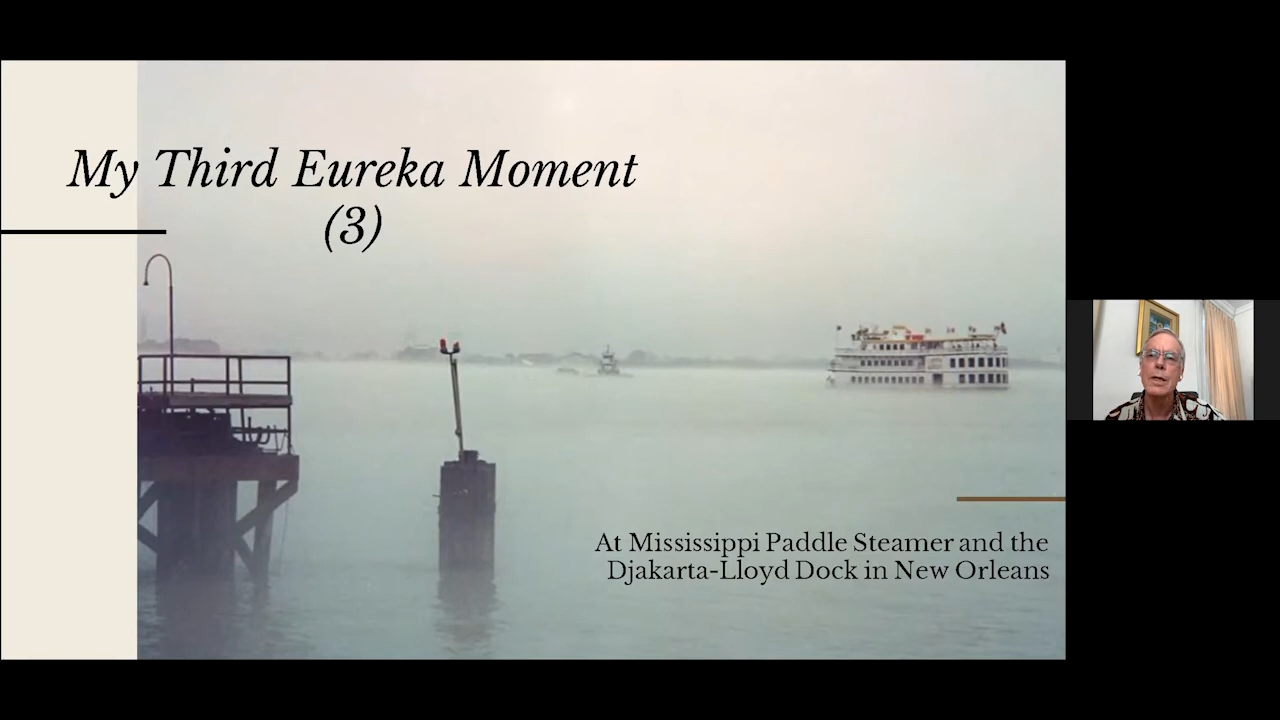 My Third Eureka Moment
(3)
At Mississippi Paddle Steamer and the
Djakarta-Lloyd Dock in New Orleans